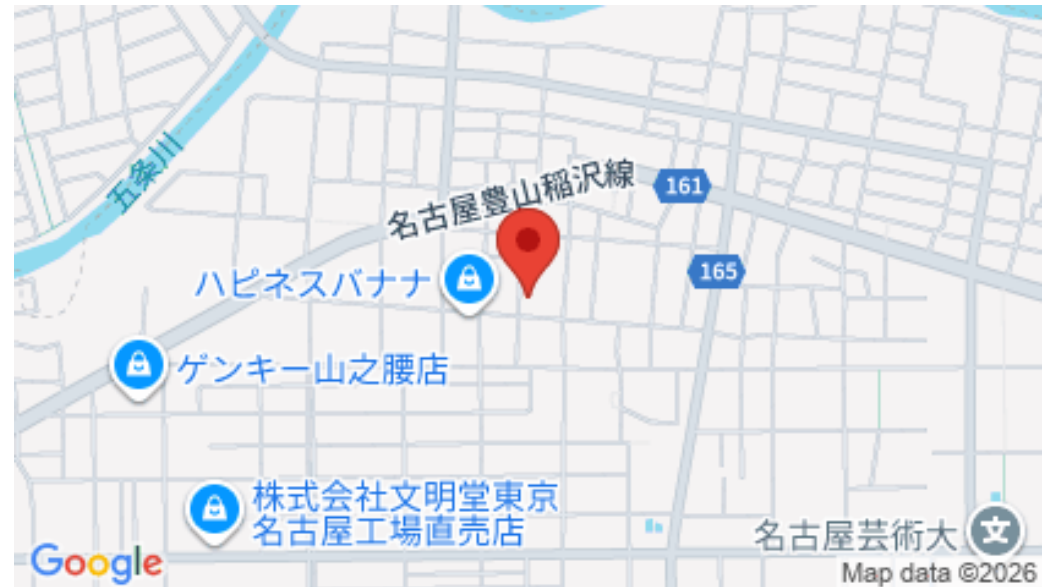 五条川
名古屋豊山稲沢線
161
165
ハピネスバナナ
ゲンキー山之腰店
株式会社文明堂東京
名古屋工場直売店
名古屋芸術大
文
Google
Map data ©2026